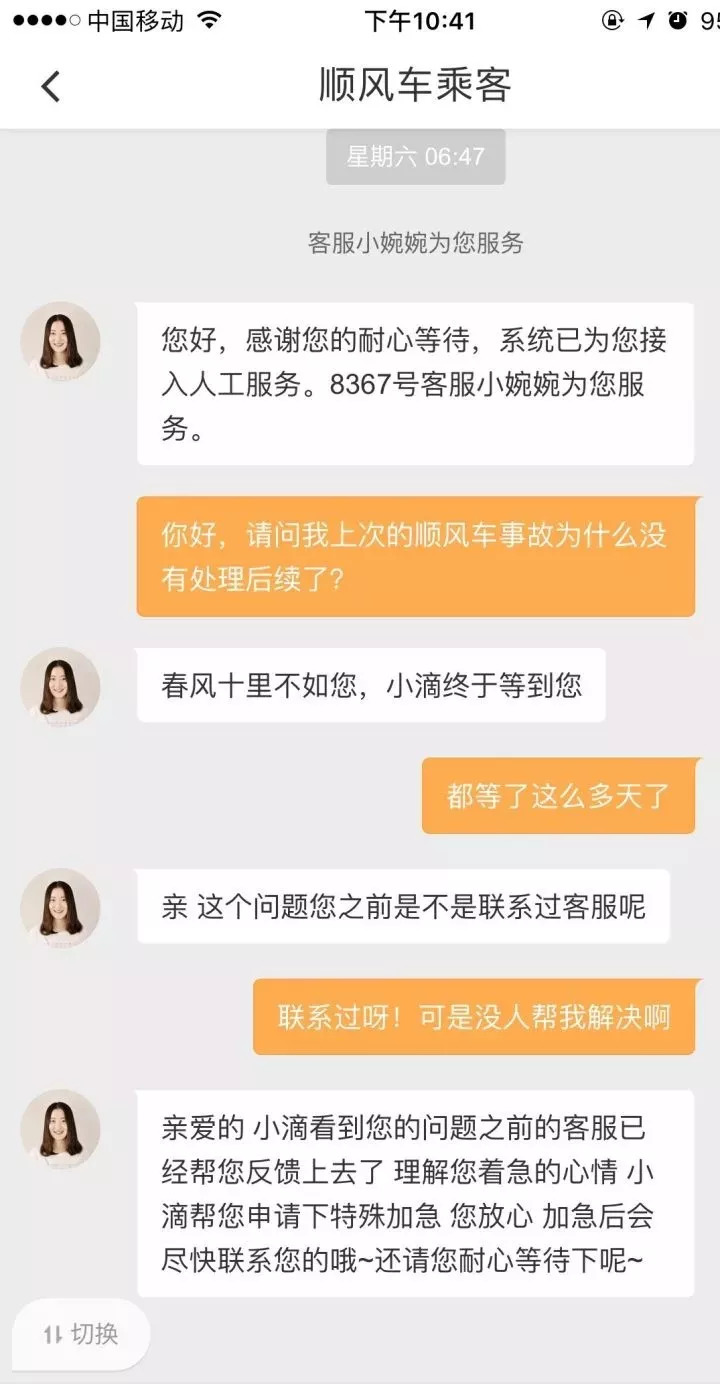 中国移动 下午10:41 95
顺风车乘客
星期六 06:47
客服小婉婉为您服务
您好，感谢您的耐心等待，系统已为您接
入人工服务。8367号客服小婉婉为您服
务。
你好，请问我上次的顺风车事故为什么没
有处理后续了？
春风十里不如您，小滴终于等到您
都等了这么多天了
亲 这个问题您之前是不是联系过客服呢
联系过呀！可是没人帮我解决啊
亲爱的 小滴看到您的问题之前的客服已
经帮您反馈上去了 理解您着急的心情 小
滴帮您申请下特殊加急 您放心 加急后会
尽快联系您的哦~还请您耐心等待下呢~
切换